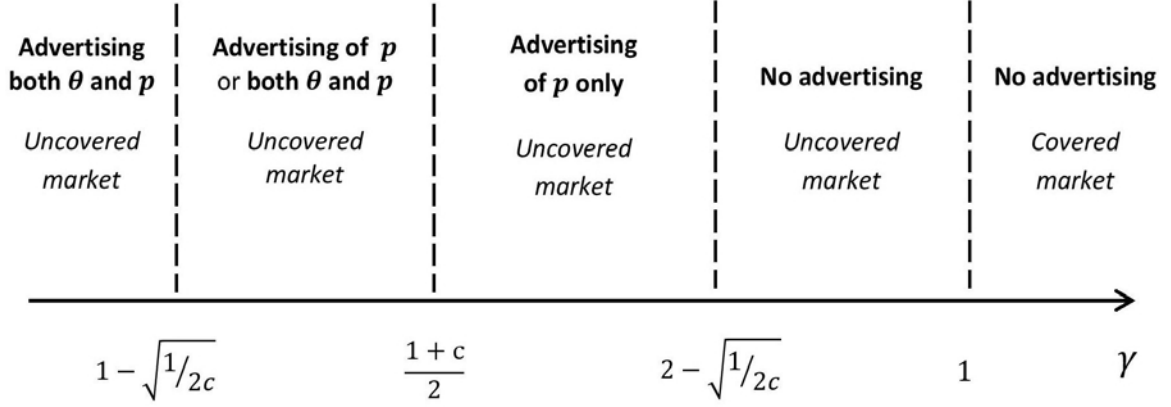 Advertising both θ and p
Uncovered market
Advertising of p or both θ and p
Uncovered market
Advertising of p only
Uncovered market
No advertising
Uncovered market
No advertising
Covered market
1 − √(1/2c)
(1 + c)/2
2 − √(1/2c)
1
γ